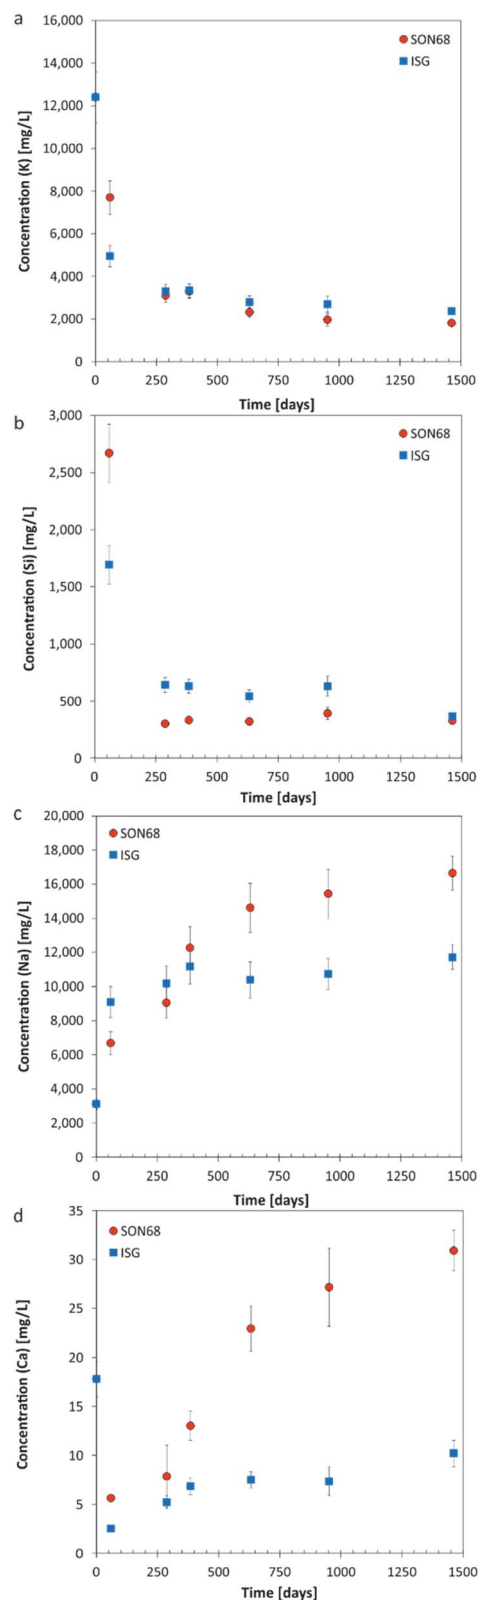 a
16,000
14,000
12,000
10,000
8,000
6,000
4,000
2,000
0
Concentration (K) [mg/L]
SON68
ISG
0 250 500 750 1000 1250 1500
Time [days]
b
3,000
2,500
2,000
1,500
1,000
500
0
Concentration (Si) [mg/L]
SON68
ISG
0 250 500 750 1000 1250 1500
Time [days]
c
20,000
18,000
16,000
14,000
12,000
10,000
8,000
6,000
4,000
2,000
0
Concentration (Na) [mg/L]
SON68
ISG
0 250 500 750 1000 1250 1500
Time [days]
d
35
30
25
20
15
10
5
0
Concentration (Ca) [mg/L]
SON68
ISG
0 250 500 750 1000 1250 1500
Time [days]